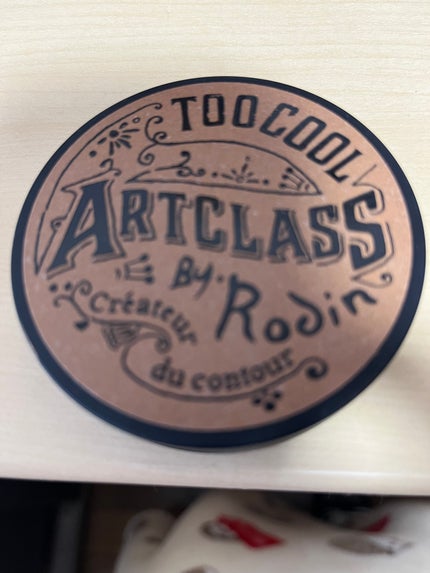 TOOCOOL
ARTCLASS
BY. Rodin
Créateur
du contour